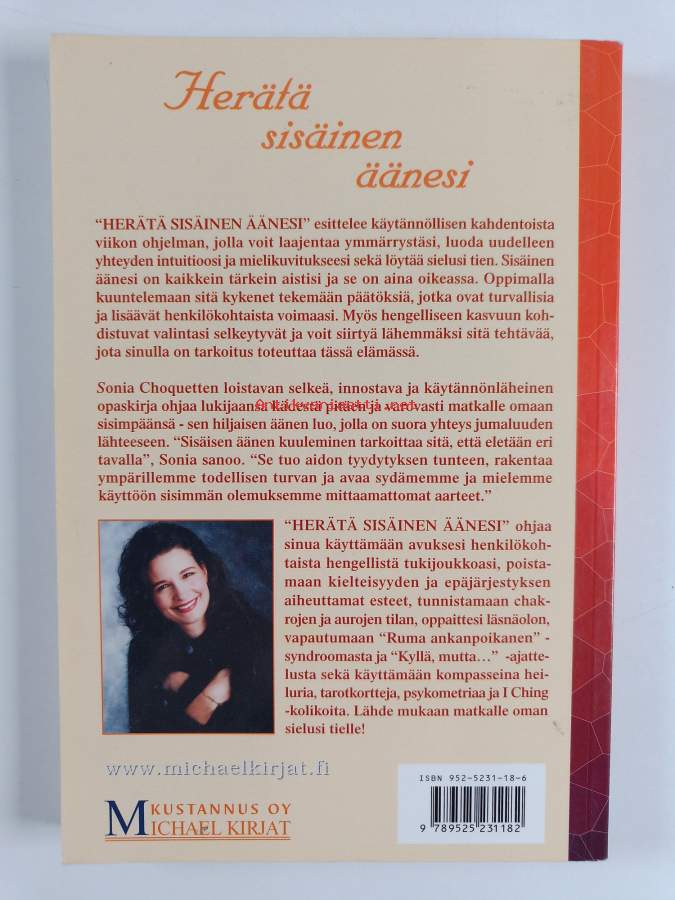 Herätä
sisäinen
äänesi
“HERÄTÄ SISÄINEN ÄÄNESI” esittelee käytännöllisen kahdentoista
viikon ohjelman, jolla voit laajentaa ymmärrystäsi, luoda uudelleen
yhteyden intuitioosi ja mielikuvitukseesi sekä löytää sielusi tien. Sisäinen
äänesi on kaikkein tärkein aistisi ja se on aina oikeassa. Oppimalla
kuuntelemaan sitä kykenet tekemään päätöksiä, jotka ovat turvallisia
ja lisäävät henkilökohtaista voimaasi. Myös hengelliseen kasvuun koh-
distuvat valintasi selkeytyvät ja voit siirtyä lähemmäksi sitä tehtävää,
jota sinulla on tarkoitus toteuttaa tässä elämässä.
Sonia Choquetten loistavan selkeä, innostava ja käytännönläheinen
opaskirja ohjaa lukijaansa kädestä pitäen ja varovasti matkalle omaan
sisimpäänsä - sen hiljaisen äänen luo, jolla on suora yhteys jumaluuden
lähteeseen. “Sisäisen äänen kuuleminen tarkoittaa sitä, että eletään eri
tavalla”, Sonia sanoo. “Se tuo aidon tyydytyksen tunteen, rakentaa
ympärillemme todellisen turvan ja avaa sydämemme ja mielemme
käyttöön sisimmän olemuksemme mittaamattomat aarteet.”
“HERÄTÄ SISÄINEN ÄÄNESI” ohjaa
sinua käyttämään avuksesi henkilökoh-
taista hengellistä tukijoukkoasi, poista-
maan kielteisyyden ja epäjärjestyksen
aiheuttamat esteet, tunnistamaan chak-
rojen ja aurojen tilan, oppaittesi läsnäolon,
vapautumaan “Ruma ankanpoikanen” -
syndroomasta ja “Kyllä, mutta…” -ajatte-
lusta sekä käyttämään kompasseina hei-
luria, tarotkortteja, psykometriaa ja I Ching
-kolikoita. Lähde mukaan matkalle oman
sielusi tielle!
www.michaelkirjat.fi
M KUSTANNUS OY
MICHAEL KIRJAT
ISBN 952-5231-18-6
9 789525 231182